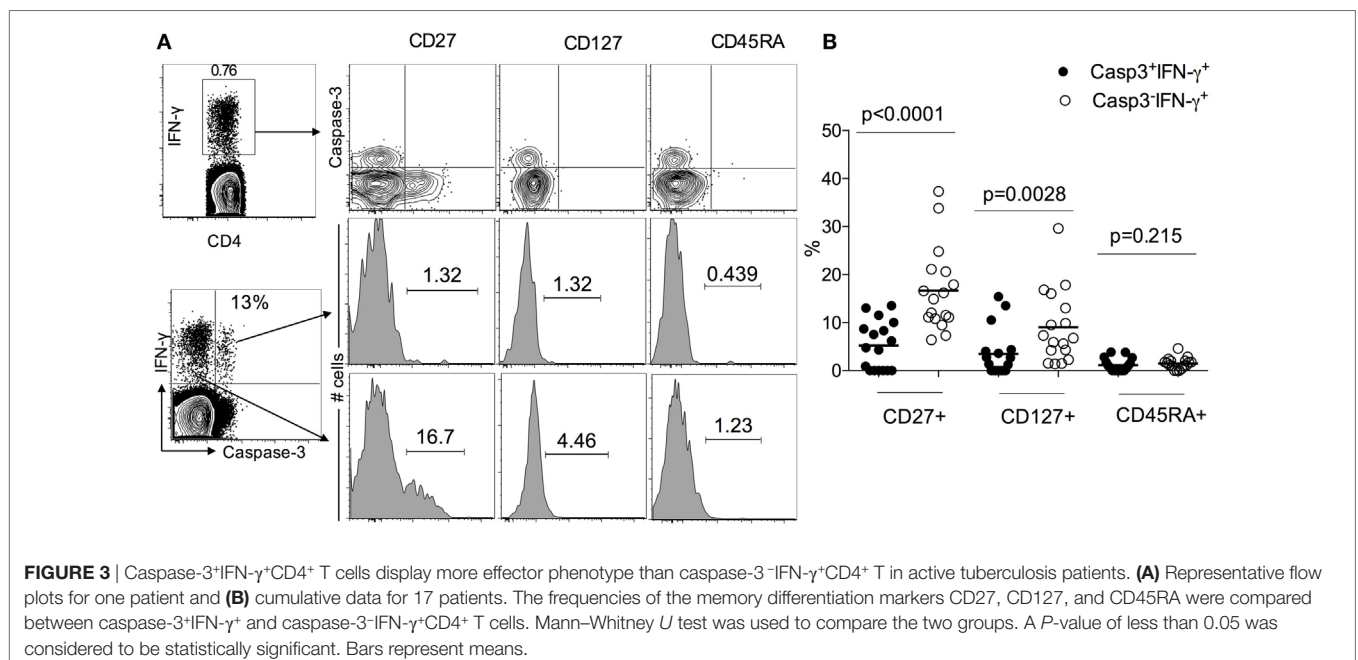 A
CD27
CD127
CD45RA
0.76
IFN-γ
CD4
Caspase-3
1.32
1.32
0.439
13%
IFN-γ
Caspase-3
# cells
16.7
4.46
1.23
B
Casp3⁺IFN-γ⁺
Casp3⁻IFN-γ⁺
p<0.0001
p=0.0028
p=0.215
50
40
30
20
10
0
%
CD27+
CD127+
CD45RA+
FIGURE 3 | Caspase-3⁺IFN-γ⁺CD4⁺ T cells display more effector phenotype than caspase-3 ⁻IFN-γ⁺CD4⁺ T in active tuberculosis patients. (A) Representative flow
plots for one patient and (B) cumulative data for 17 patients. The frequencies of the memory differentiation markers CD27, CD127, and CD45RA were compared
between caspase-3⁺IFN-γ⁺ and caspase-3⁻IFN-γ⁺CD4⁺ T cells. Mann–Whitney U test was used to compare the two groups. A P-value of less than 0.05 was
considered to be statistically significant. Bars represent means.